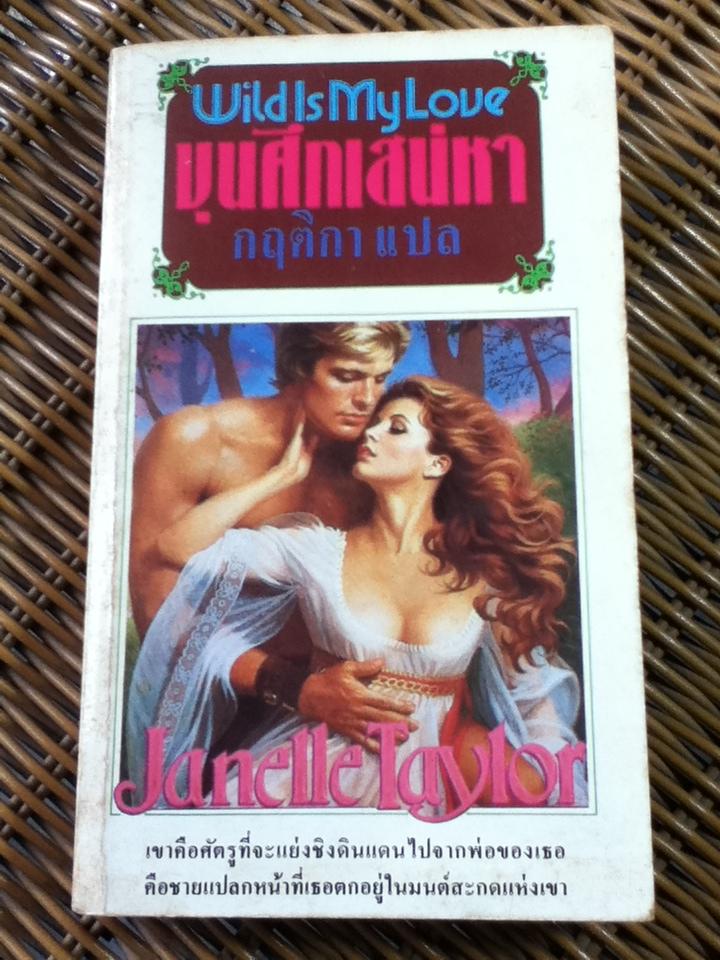 Wild Is My Love
ขุนศึกเสน่หา
กฤติกา แปล
Janelle Taylor
เขาคือศัตรูที่จะแย่งชิงดินแดนไปจากพ่อของเธอ
คือชายแปลกหน้าที่เธอตกอยู่ในมนต์สะกดแห่งเขา